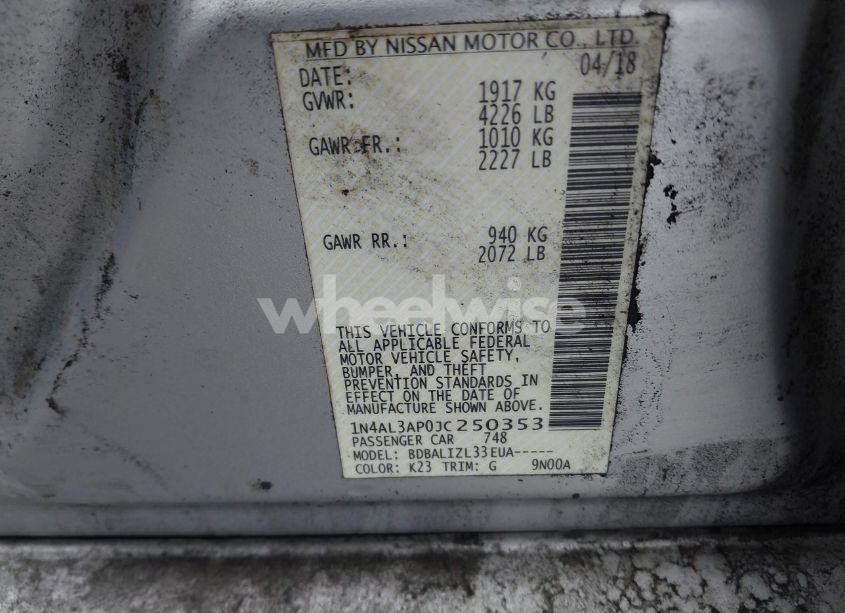 MFD BY NISSAN MOTOR CO., LTD.
DATE: 04/18
GVWR: 1917 KG
4226 LB
GAWR FR.: 1010 KG
2227 LB
GAWR RR.: 940 KG
2072 LB
wheelwise
THIS VEHICLE CONFORMS TO
ALL APPLICABLE FEDERAL
MOTOR VEHICLE SAFETY,
BUMPER, AND THEFT
PREVENTION STANDARDS IN
EFFECT ON THE DATE OF
MANUFACTURE SHOWN ABOVE.
1N4AL3AP0JC250353
PASSENGER CAR 748
MODEL: BDBALIZL33EUA-----
COLOR: K23 TRIM: G 9N00A